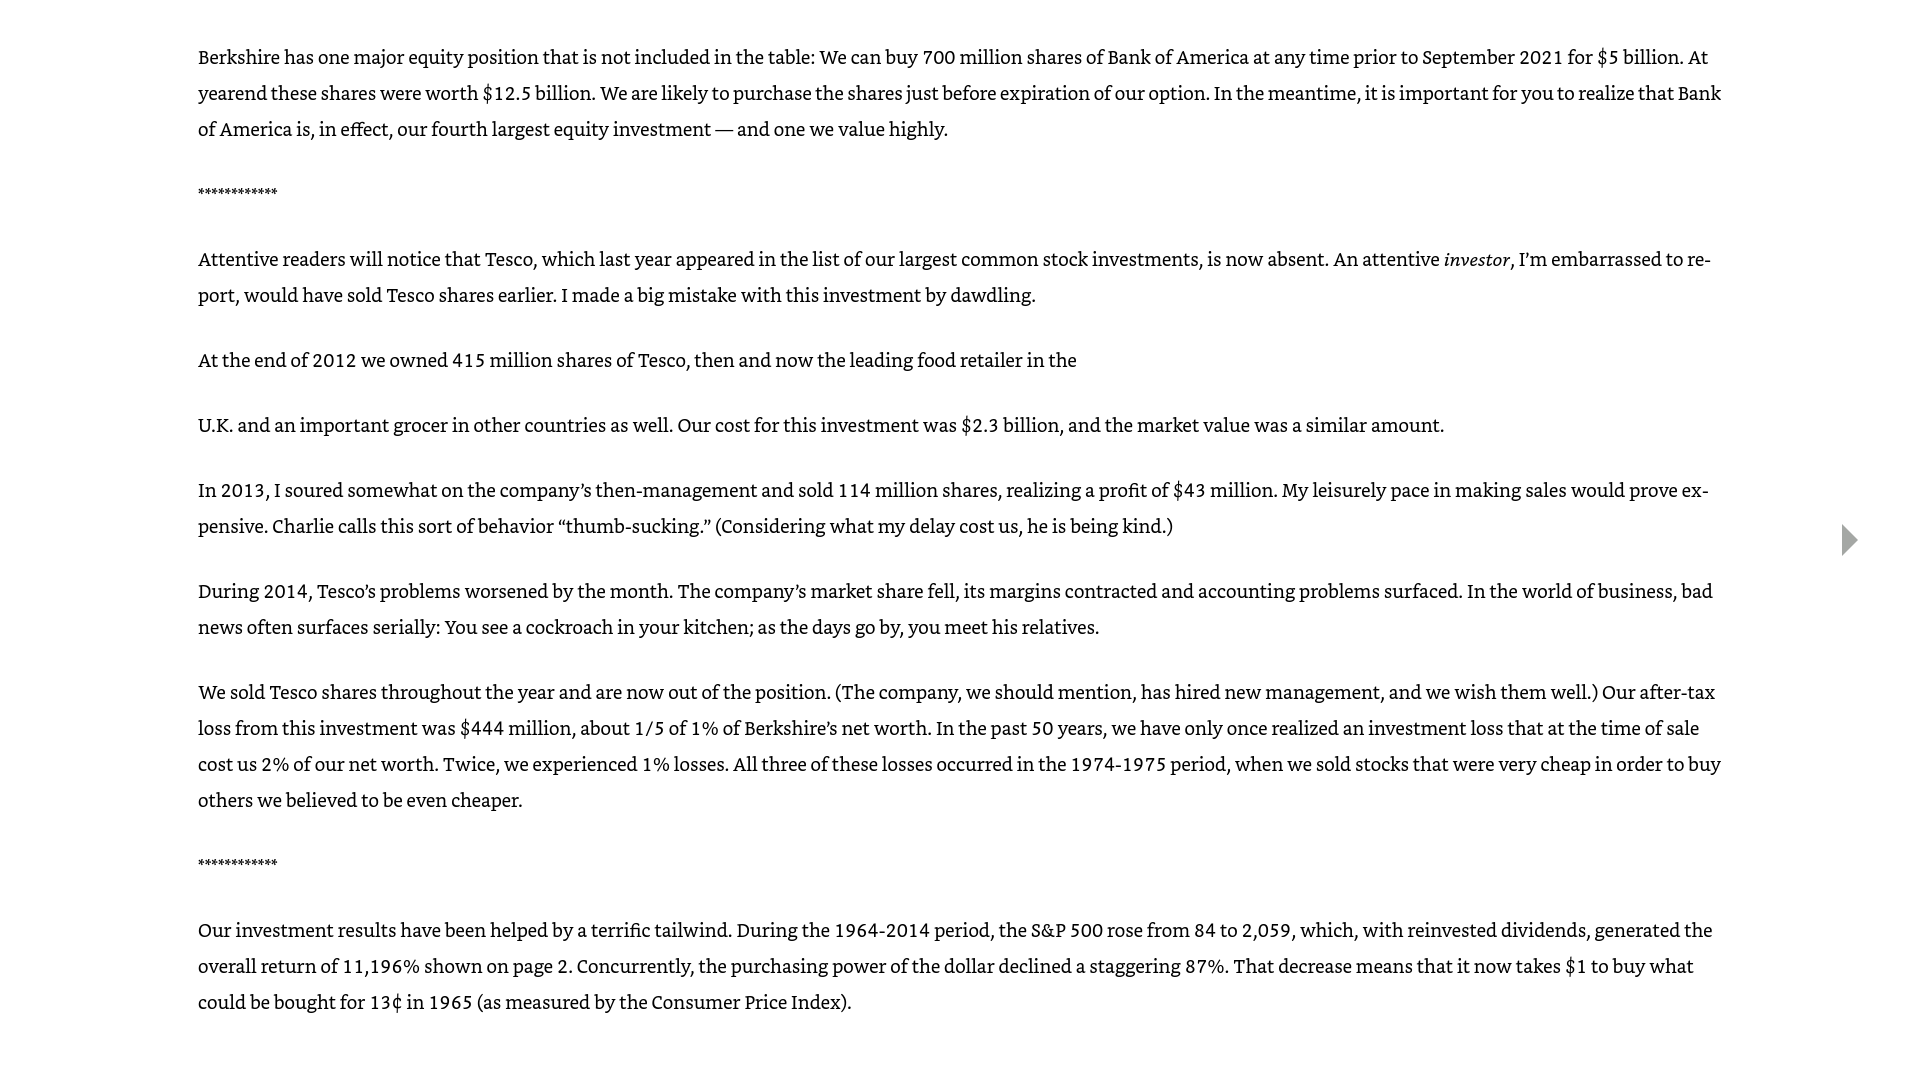 Berkshire has one major equity position that is not included in the table: We can buy 700 million shares of Bank of America at any time prior to September 2021 for $5 billion. At
yearend these shares were worth $12.5 billion. We are likely to purchase the shares just before expiration of our option. In the meantime, it is important for you to realize that Bank
of America is, in effect, our fourth largest equity investment — and one we value highly.
************
Attentive readers will notice that Tesco, which last year appeared in the list of our largest common stock investments, is now absent. An attentive investor, I’m embarrassed to re-
port, would have sold Tesco shares earlier. I made a big mistake with this investment by dawdling.
At the end of 2012 we owned 415 million shares of Tesco, then and now the leading food retailer in the
U.K. and an important grocer in other countries as well. Our cost for this investment was $2.3 billion, and the market value was a similar amount.
In 2013, I soured somewhat on the company’s then-management and sold 114 million shares, realizing a profit of $43 million. My leisurely pace in making sales would prove ex-
pensive. Charlie calls this sort of behavior “thumb-sucking.” (Considering what my delay cost us, he is being kind.)
During 2014, Tesco’s problems worsened by the month. The company’s market share fell, its margins contracted and accounting problems surfaced. In the world of business, bad
news often surfaces serially: You see a cockroach in your kitchen; as the days go by, you meet his relatives.
We sold Tesco shares throughout the year and are now out of the position. (The company, we should mention, has hired new management, and we wish them well.) Our after-tax
loss from this investment was $444 million, about 1/5 of 1% of Berkshire’s net worth. In the past 50 years, we have only once realized an investment loss that at the time of sale
cost us 2% of our net worth. Twice, we experienced 1% losses. All three of these losses occurred in the 1974-1975 period, when we sold stocks that were very cheap in order to buy
others we believed to be even cheaper.
************
Our investment results have been helped by a terrific tailwind. During the 1964-2014 period, the S&P 500 rose from 84 to 2,059, which, with reinvested dividends, generated the
overall return of 11,196% shown on page 2. Concurrently, the purchasing power of the dollar declined a staggering 87%. That decrease means that it now takes $1 to buy what
could be bought for 13¢ in 1965 (as measured by the Consumer Price Index).